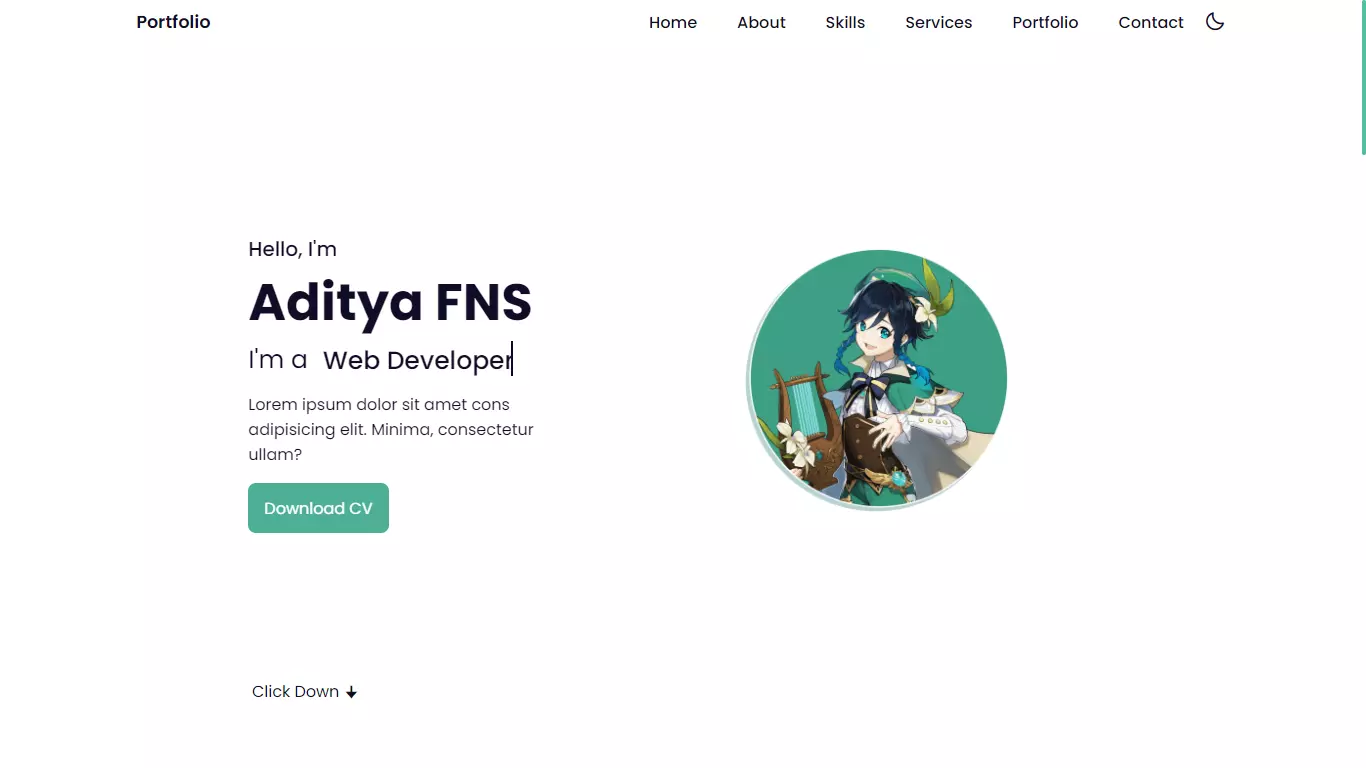 Portfolio
Home About Skills Services Portfolio Contact
Hello, I'm
Aditya FNS
I'm a Web Developer
Lorem ipsum dolor sit amet cons
adipisicing elit. Minima, consectetur
ullam?
Download CV
Click Down